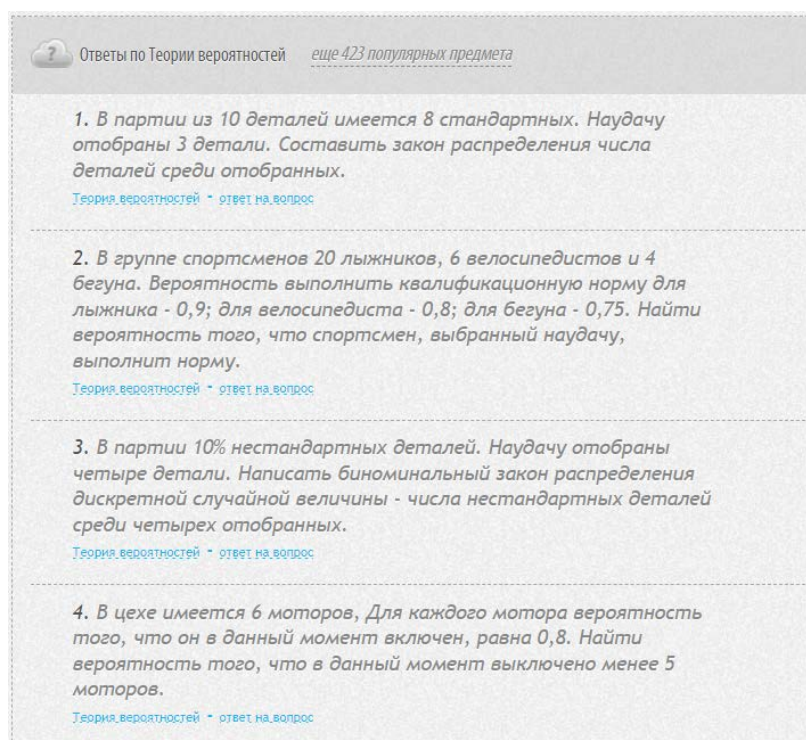 Ответы по Теории вероятностей еще 423 популярных предмета
1. В партии из 10 деталей имеется 8 стандартных. Наудачу
отобраны 3 детали. Составить закон распределения числа
деталей среди отобранных.
Теория вероятностей - ответ на вопрос
2. В группе спортсменов 20 лыжников, 6 велосипедистов и 4
бегуна. Вероятность выполнить квалификационную норму для
лыжника - 0,9; для велосипедиста - 0,8; для бегуна - 0,75. Найти
вероятность того, что спортсмен, выбранный наудачу,
выполнит норму.
Теория вероятностей - ответ на вопрос
3. В партии 10% нестандартных деталей. Наудачу отобраны
четыре детали. Написать биноминальный закон распределения
дискретной случайной величины - числа нестандартных деталей
среди четырех отобранных.
Теория вероятностей - ответ на вопрос
4. В цехе имеется 6 моторов, Для каждого мотора вероятность
того, что он в данный момент включен, равна 0,8. Найти
вероятность того, что в данный момент выключено менее 5
моторов.
Теория вероятностей - ответ на вопрос